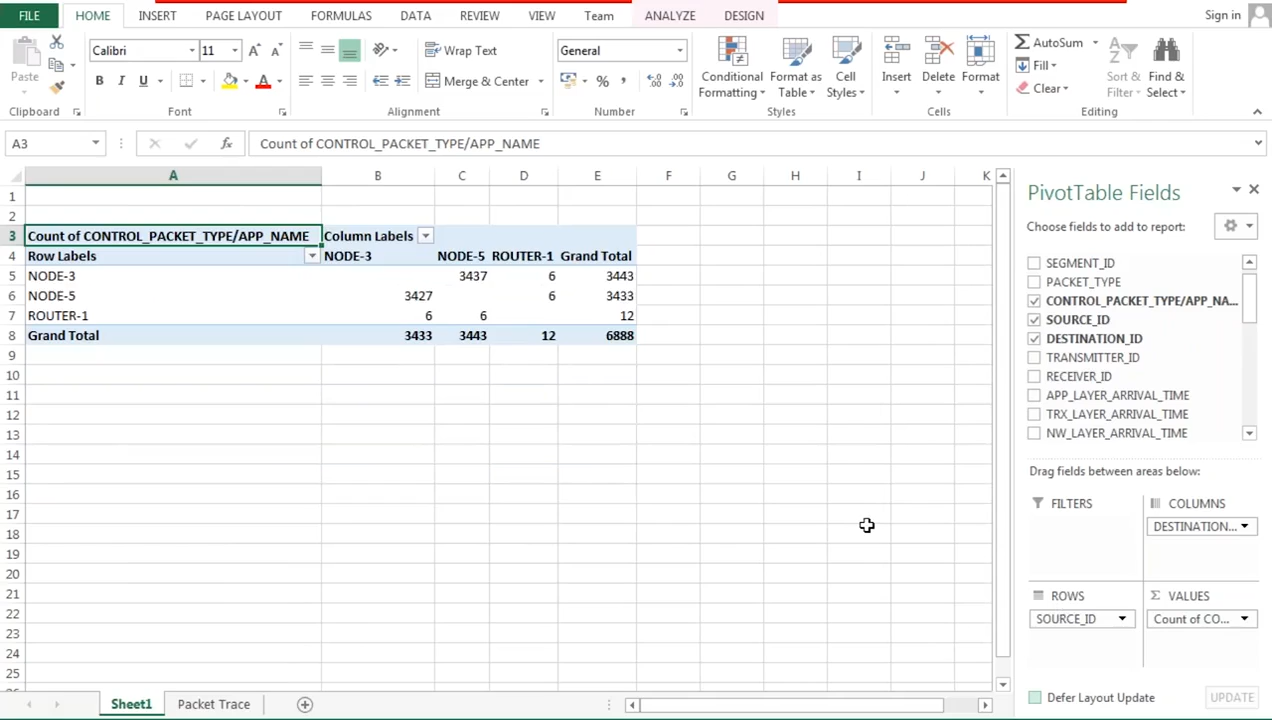 FILE HOME INSERT PAGE LAYOUT FORMULAS DATA REVIEW VIEW Team ANALYZE DESIGN Sign in
Paste
Clipboard
Calibri 11
B I U A
Font
Wrap Text
Merge & Center
Alignment
General
%
Number
Conditional Formatting
Format as Table
Cell Styles
Styles
Insert Delete Format
Cells
AutoSum
Fill
Clear
Sort & Filter
Find & Select
Editing
A3 fx Count of CONTROL_PACKET_TYPE/APP_NAME
A B C D E F G H I J K
1
2
3 Count of CONTROL_PACKET_TYPE/APP_NAME Column Labels
4 Row Labels NODE-3 NODE-5 ROUTER-1 Grand Total
5 NODE-3 3437 6 3443
6 NODE-5 3427 6 3433
7 ROUTER-1 6 6 12
8 Grand Total 3433 3443 12 6888
9
10
11
12
13
14
15
16
17
18
19
20
21
22
23
24
25
PivotTable Fields
Choose fields to add to report:
SEGMENT_ID
PACKET_TYPE
CONTROL_PACKET_TYPE/APP_NA...
SOURCE_ID
DESTINATION_ID
TRANSMITTER_ID
RECEIVER_ID
APP_LAYER_ARRIVAL_TIME
TRX_LAYER_ARRIVAL_TIME
NW_LAYER_ARRIVAL_TIME
Drag fields between areas below:
FILTERS COLUMNS
DESTINATION...
ROWS Σ VALUES
SOURCE_ID Count of CO...
Defer Layout Update UPDATE
Sheet1 Packet Trace